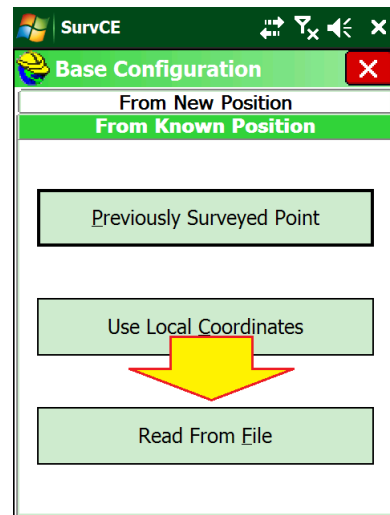 SurvCE
Base Configuration
From New Position
From Known Position
Previously Surveyed Point
Use Local Coordinates
Read From File